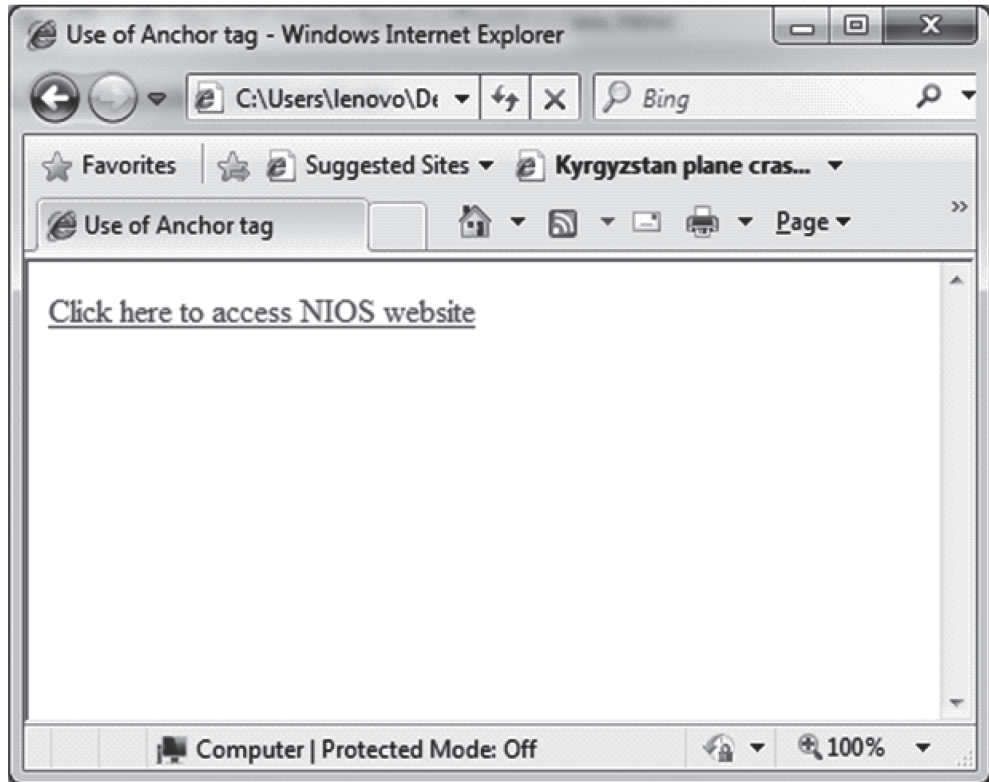 Use of Anchor tag - Windows Internet Explorer
C:\Users\lenovo\De
Bing
Favorites Suggested Sites Kyrgyzstan plane cras...
Use of Anchor tag Page »
Click here to access NIOS website
Computer | Protected Mode: Off 100%